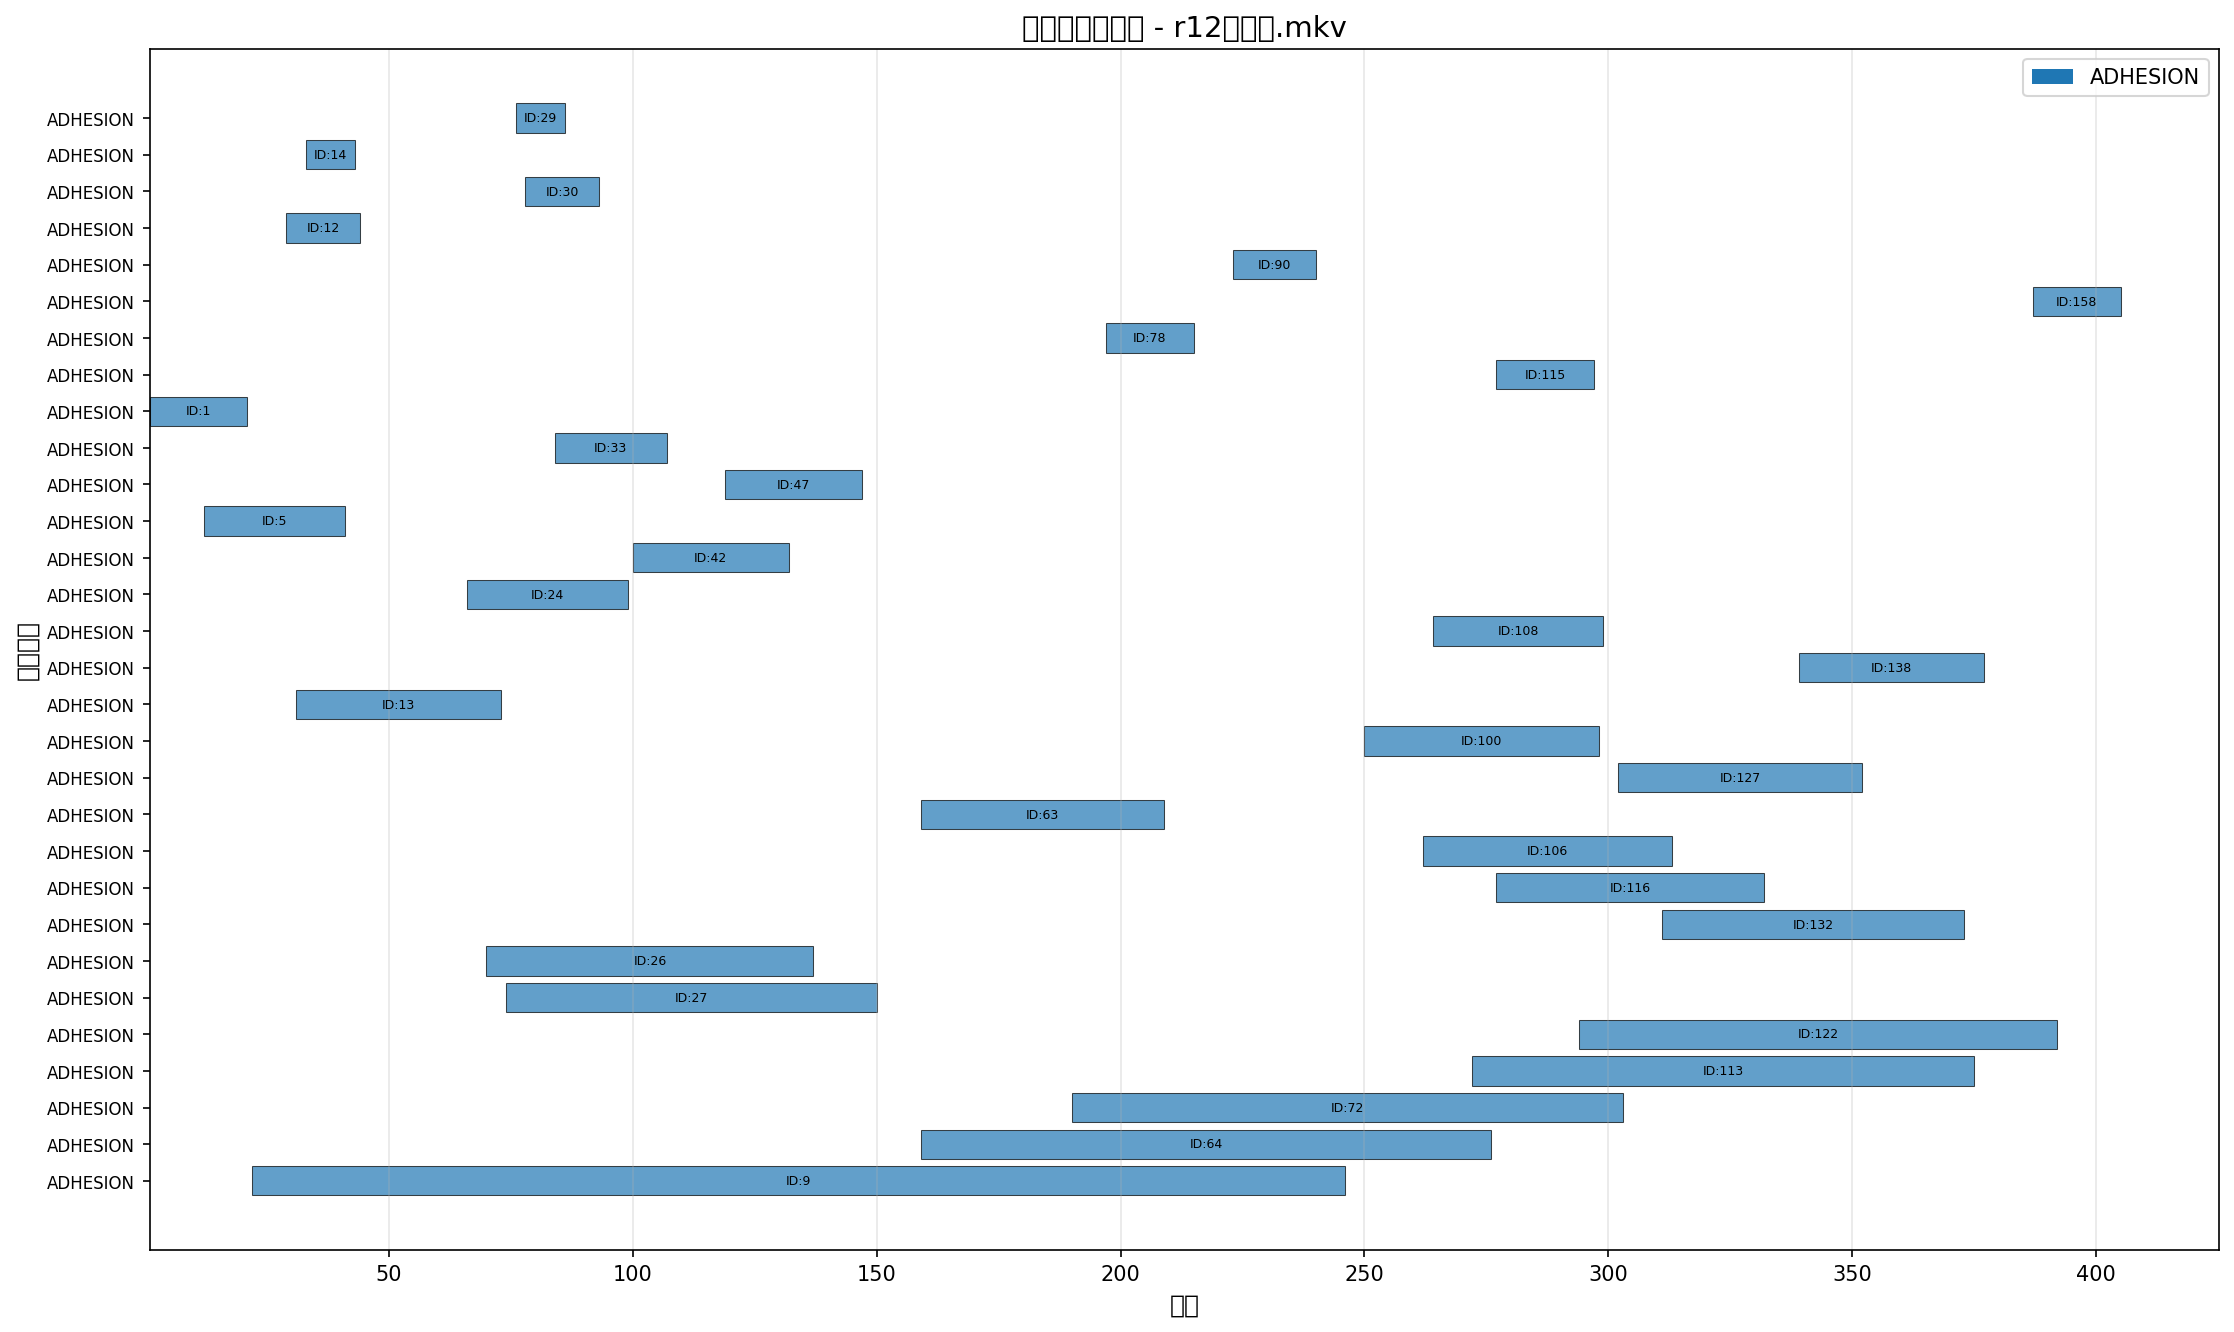 - r12 .mkv
ADHESION
ADHESION ID:29
ADHESION ID:14
ADHESION ID:30
ADHESION ID:12
ADHESION ID:90
ADHESION ID:158
ADHESION ID:78
ADHESION ID:115
ADHESION ID:1
ADHESION ID:33
ADHESION ID:47
ADHESION ID:5
ADHESION ID:42
ADHESION ID:24
ADHESION ID:108
ADHESION ID:138
ADHESION ID:13
ADHESION ID:100
ADHESION ID:127
ADHESION ID:63
ADHESION ID:106
ADHESION ID:116
ADHESION ID:132
ADHESION ID:26
ADHESION ID:27
ADHESION ID:122
ADHESION ID:113
ADHESION ID:72
ADHESION ID:64
ADHESION ID:9
50 100 150 200 250 300 350 400